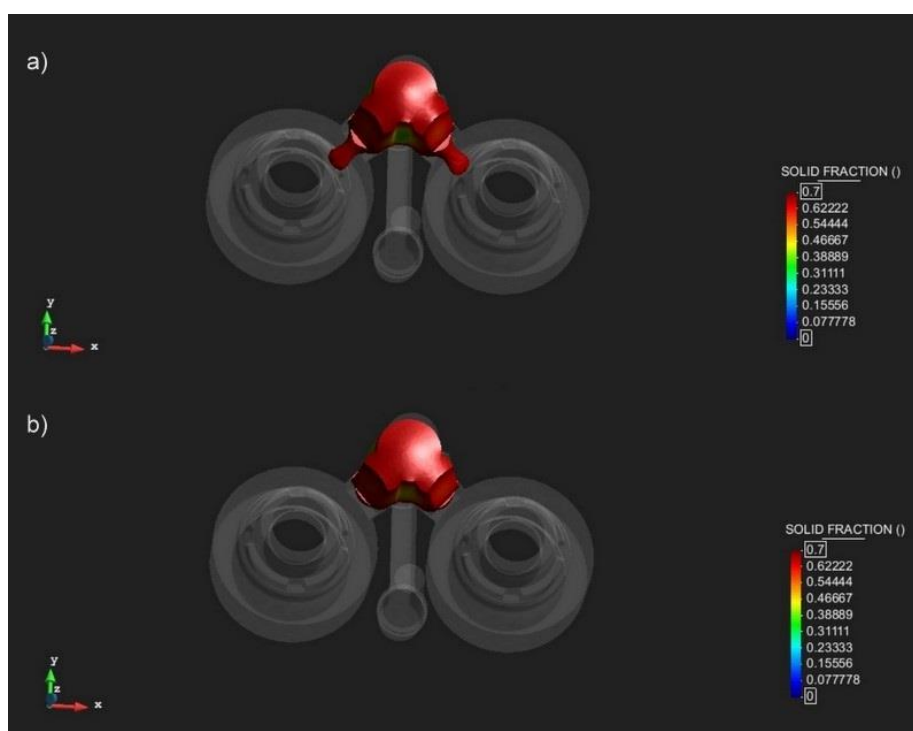 a)
SOLID FRACTION ()
0.7
0.62222
0.54444
0.46667
0.38889
0.31111
0.23333
0.15556
0.077778
0
y
z
x
b)
SOLID FRACTION ()
0.7
0.62222
0.54444
0.46667
0.38889
0.31111
0.23333
0.15556
0.077778
0
y
z
x